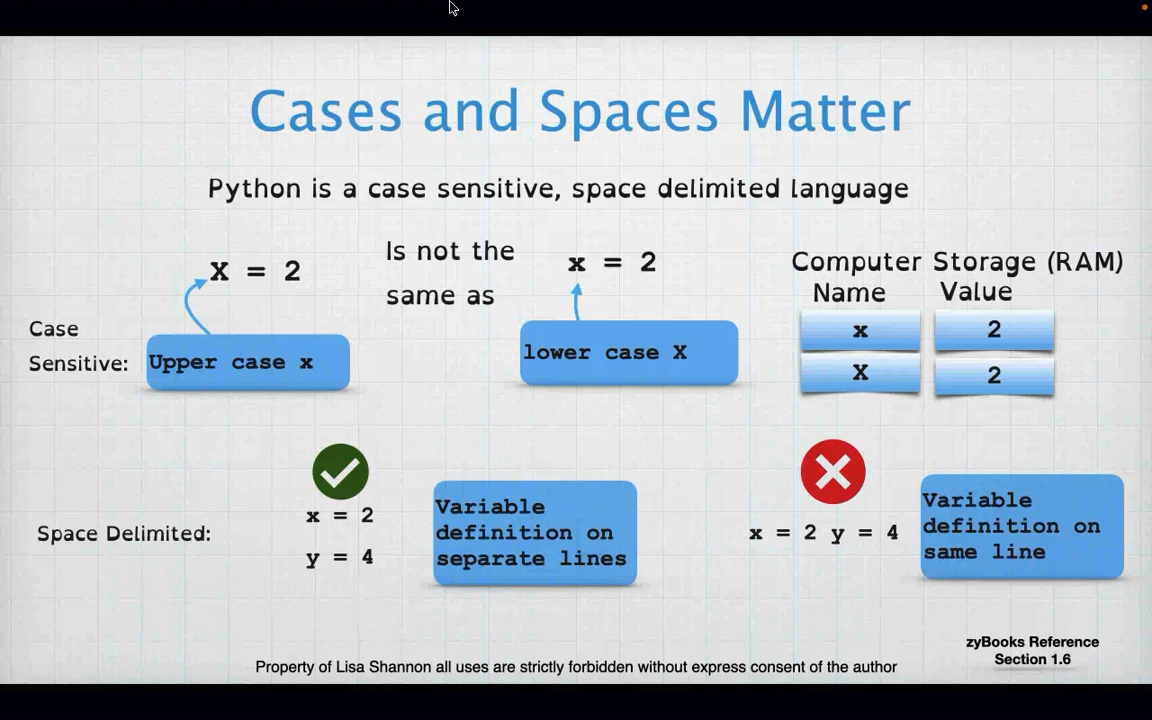 Cases and Spaces Matter
Python is a case sensitive, space delimited language
X = 2
Is not the
same as
x = 2
Computer Storage (RAM)
Name Value
Case
Sensitive:
Upper case x
lower case X
x 2
X 2
Space Delimited:
x = 2
y = 4
Variable
definition on
separate lines
x = 2 y = 4
Variable
definition on
same line
zyBooks Reference
Section 1.6
Property of Lisa Shannon all uses are strictly forbidden without express consent of the author